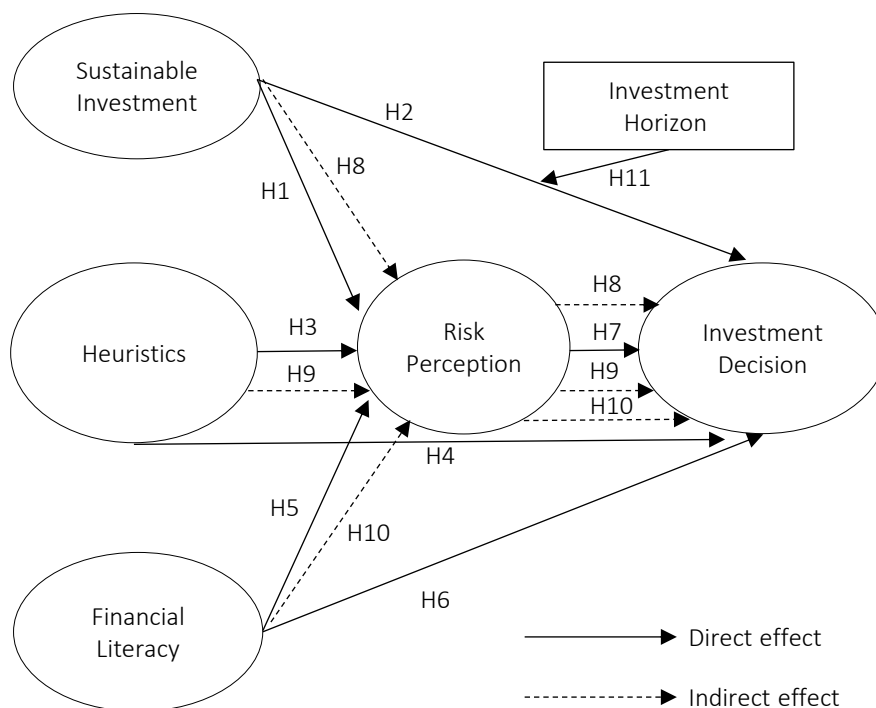 Sustainable
Investment
H2
Investment
Horizon
H8
H11
H1
H8
H3
Risk
Perception
H7
Investment
Decision
Heuristics
H9
H9
H10
H4
H5
H10
H6
Financial
Literacy
Direct effect
Indirect effect